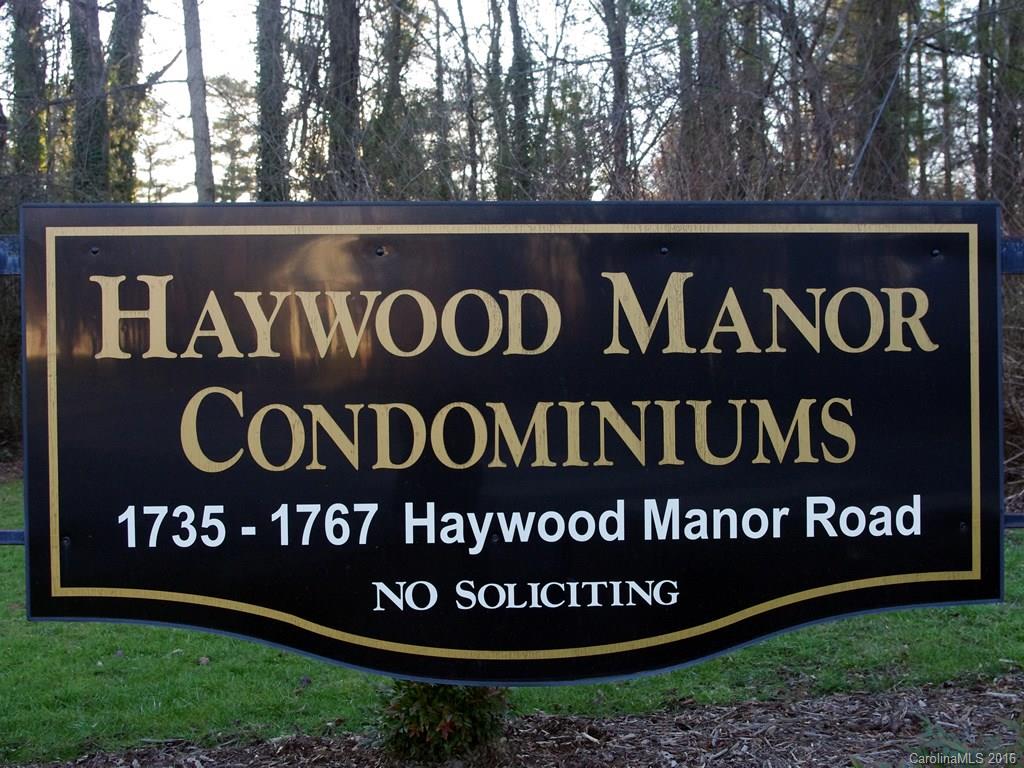 HAYWOOD MANOR
CONDOMINIUMS
1735 - 1767 Haywood Manor Road
NO SOLICITING
CarolinaMLS 2016